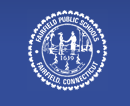 FAIRFIELD PUBLIC SCHOOLS
1639
FAIRFIELD, CONNECTICUT